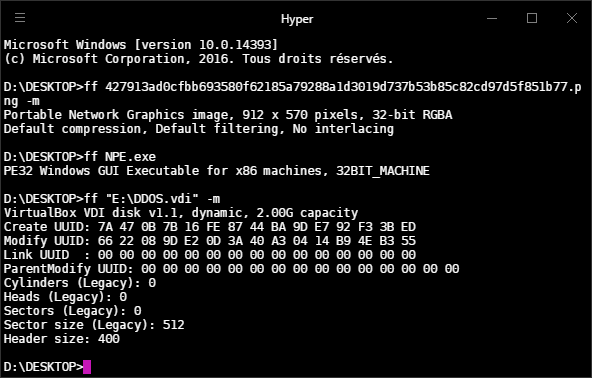 Hyper
Microsoft Windows [version 10.0.14393]
(c) Microsoft Corporation, 2016. Tous droits réservés.
D:\DESKTOP>ff 427913ad0cfbb693580f62185a79288a1d3019d737b53b85c82cd97d5f851b77.p
ng -m
Portable Network Graphics image, 912 x 570 pixels, 32-bit RGBA
Default compression, Default filtering, No interlacing
D:\DESKTOP>ff NPE.exe
PE32 Windows GUI Executable for x86 machines, 32BIT_MACHINE
D:\DESKTOP>ff "E:\DDOS.vdi" -m
VirtualBox VDI disk v1.1, dynamic, 2.00G capacity
Create UUID: 7A 47 0B 7B 16 FE 87 44 BA 9D E7 92 F3 3B ED
Modify UUID: 66 22 08 9D E2 0D 3A 40 A3 04 14 B9 4E B3 55
Link UUID  : 00 00 00 00 00 00 00 00 00 00 00 00 00 00 00
ParentModify UUID: 00 00 00 00 00 00 00 00 00 00 00 00 00 00 00
Cylinders (Legacy): 0
Heads (Legacy): 0
Sectors (Legacy): 0
Sector size (Legacy): 512
Header size: 400
D:\DESKTOP>